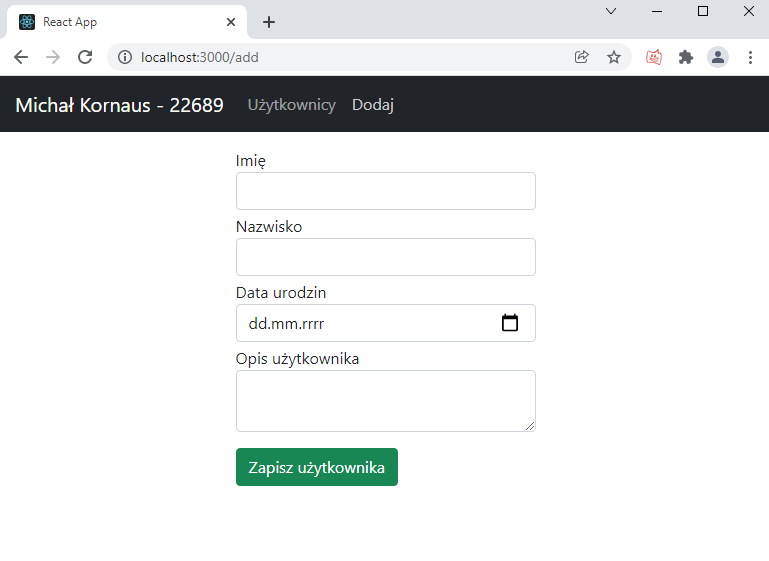 React App
localhost:3000/add
Michał Kornaus - 22689 Użytkownicy Dodaj
Imię
Nazwisko
Data urodzin
dd.mm.rrrr
Opis użytkownika
Zapisz użytkownika